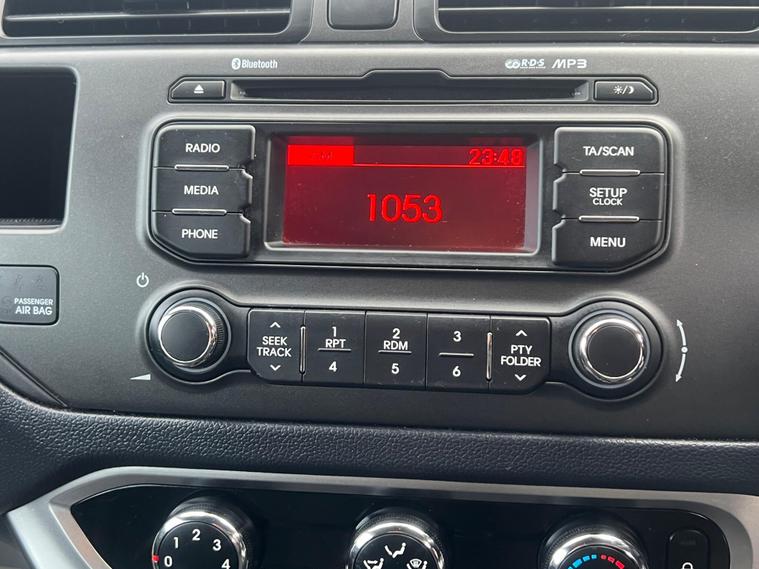 Bluetooth
R·D·S MP3
RADIO
MEDIA
PHONE
23:48
1053
TA/SCAN
SETUP
CLOCK
MENU
PASSENGER
AIR BAG
SEEK
TRACK
1
RPT
4
2
RDM
5
3
6
PTY
FOLDER
0 1 2 3 4